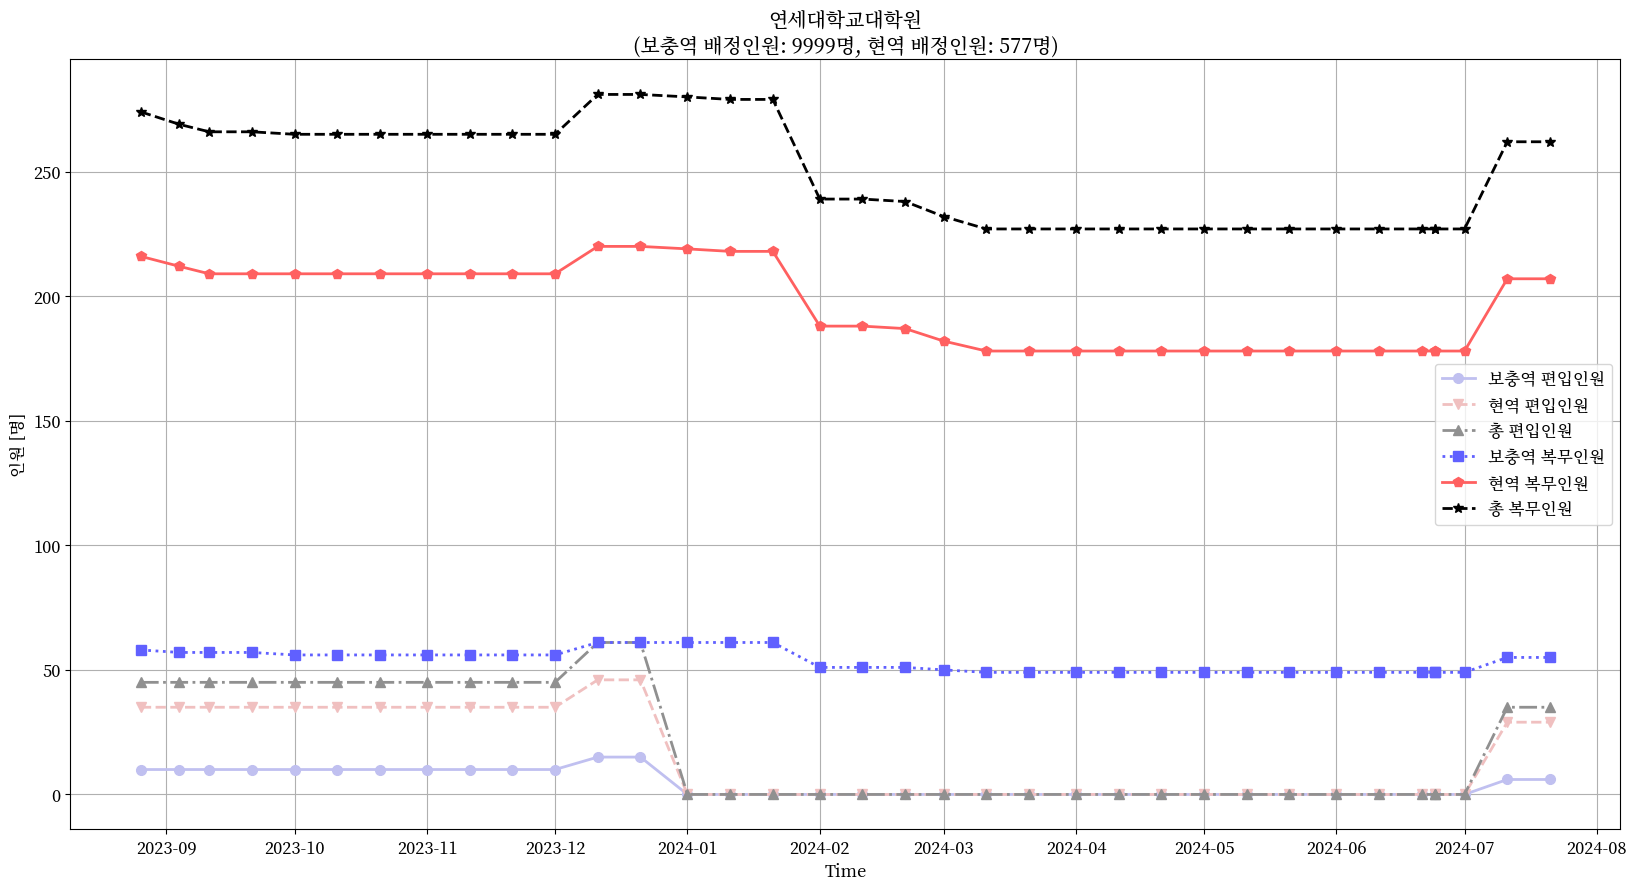 연세대학교대학원
(보충역 배정인원: 9999명, 현역 배정인원: 577명)
인원 [명]
250
200
150
100
50
0
보충역 편입인원
현역 편입인원
총 편입인원
보충역 복무인원
현역 복무인원
총 복무인원
2023-09 2023-10 2023-11 2023-12 2024-01 2024-02 2024-03 2024-04 2024-05 2024-06 2024-07 2024-08
Time